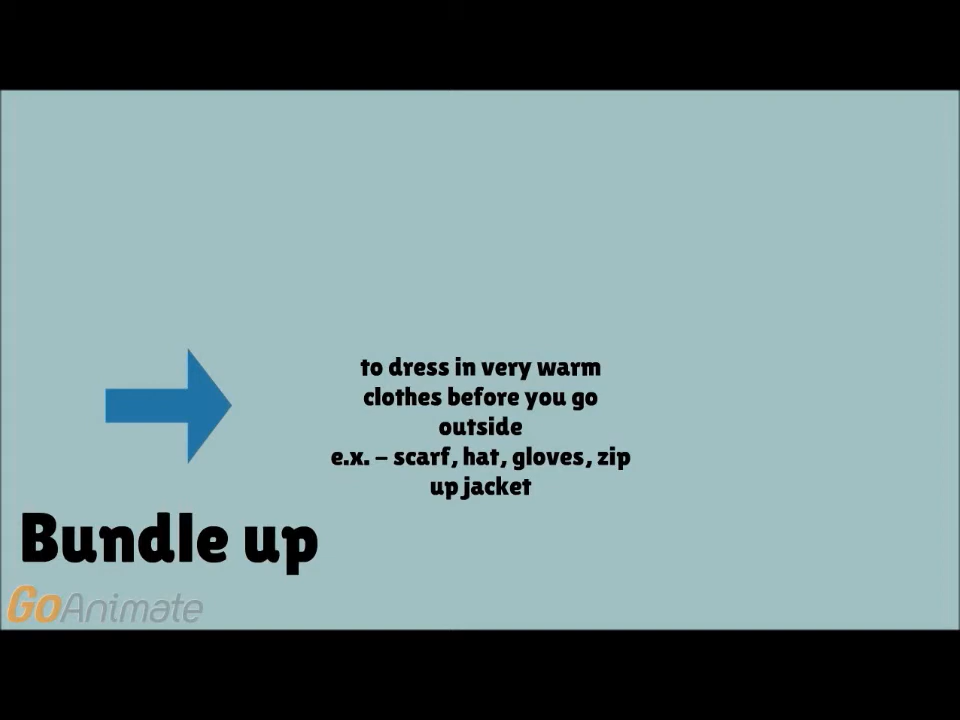 to dress in very warm
clothes before you go
outside
e.x. - scarf, hat, gloves, zip
up jacket
Bundle up
GoAnimate